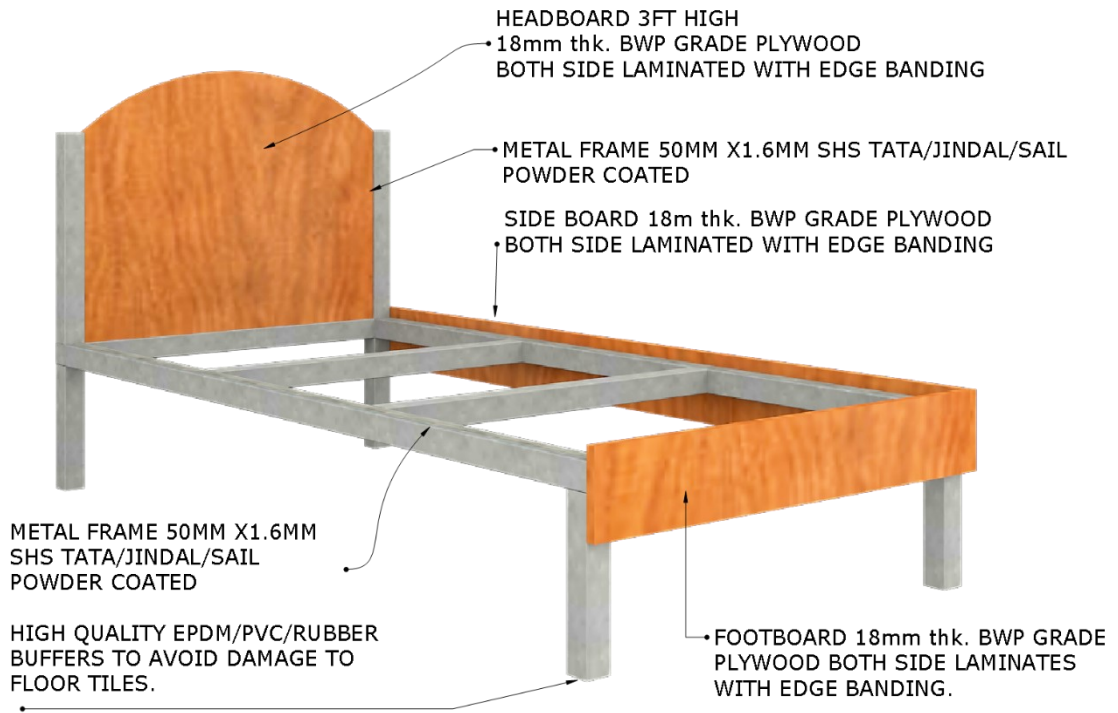 HEADBOARD 3FT HIGH
18mm thk. BWP GRADE PLYWOOD
BOTH SIDE LAMINATED WITH EDGE BANDING
METAL FRAME 50MM X1.6MM SHS TATA/JINDAL/SAIL
POWDER COATED
SIDE BOARD 18m thk. BWP GRADE PLYWOOD
BOTH SIDE LAMINATED WITH EDGE BANDING
METAL FRAME 50MM X1.6MM
SHS TATA/JINDAL/SAIL
POWDER COATED
HIGH QUALITY EPDM/PVC/RUBBER
BUFFERS TO AVOID DAMAGE TO
FLOOR TILES.
FOOTBOARD 18mm thk. BWP GRADE
PLYWOOD BOTH SIDE LAMINATES
WITH EDGE BANDING.